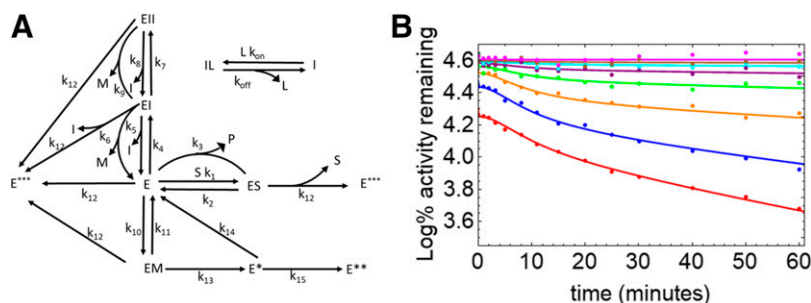 A
EII
k₁₂
M
k₈
k₉
I
k₇
EI
I
k₁₂
k₆
M
k₅
I
k₄
IL
L kon
koff
L
I
k₃
P
E***
k₁₂
E
S k₁
k₂
ES
S
k₁₂
E***
k₁₂
k₁₀
k₁₁
k₁₄
EM
k₁₃
E*
k₁₅
E**
B
Log% activity remaining
4.6
4.4
4.2
4.0
3.8
3.6
0 10 20 30 40 50 60
time (minutes)